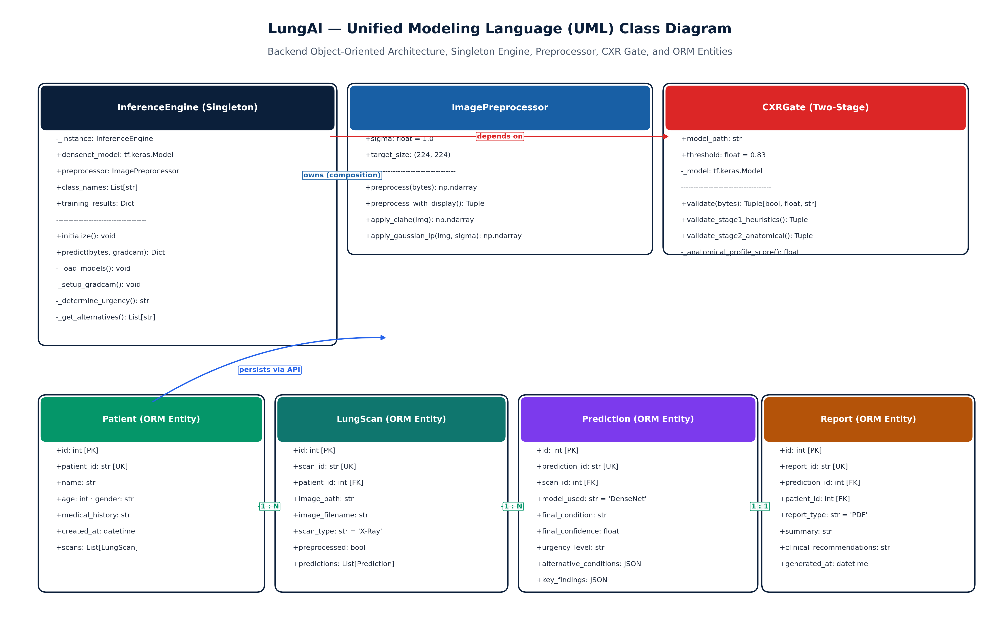 LungAI — Unified Modeling Language (UML) Class Diagram
Backend Object-Oriented Architecture, Singleton Engine, Preprocessor, CXR Gate, and ORM Entities
InferenceEngine (Singleton)
-_instance: InferenceEngine
+densenet_model: tf.keras.Model
+preprocessor: ImagePreprocessor
+class_names: List[str]
+training_results: Dict
------------------------------------
+initialize(): void
+predict(bytes, gradcam): Dict
-_load_models(): void
-_setup_gradcam(): void
-_determine_urgency(): str
-_get_alternatives(): List[str]
owns (composition)
ImagePreprocessor
+sigma: float = 1.0
+target_size: (224, 224)
------------------------------------
+preprocess(bytes): np.ndarray
+preprocess_with_display(): Tuple
+apply_clahe(img): np.ndarray
+apply_gaussian_lp(img, sigma): np.ndarray
depends on
CXRGate (Two-Stage)
+model_path: str
+threshold: float = 0.83
-_model: tf.keras.Model
------------------------------------
+validate(bytes): Tuple[bool, float, str]
+validate_stage1_heuristics(): Tuple
+validate_stage2_anatomical(): Tuple
-_anatomical_profile_score(): float
persists via API
Patient (ORM Entity)
+id: int [PK]
+patient_id: str [UK]
+name: str
+age: int · gender: str
+medical_history: str
+created_at: datetime
+scans: List[LungScan]
1 : N
LungScan (ORM Entity)
+id: int [PK]
+scan_id: str [UK]
+patient_id: int [FK]
+image_path: str
+image_filename: str
+scan_type: str = 'X-Ray'
+preprocessed: bool
+predictions: List[Prediction]
1 : N
Prediction (ORM Entity)
+id: int [PK]
+prediction_id: str [UK]
+scan_id: int [FK]
+model_used: str = 'DenseNet'
+final_condition: str
+final_confidence: float
+urgency_level: str
+alternative_conditions: JSON
+key_findings: JSON
1 : 1
Report (ORM Entity)
+id: int [PK]
+report_id: str [UK]
+prediction_id: int [FK]
+patient_id: int [FK]
+report_type: str = 'PDF'
+summary: str
+clinical_recommendations: str
+generated_at: datetime